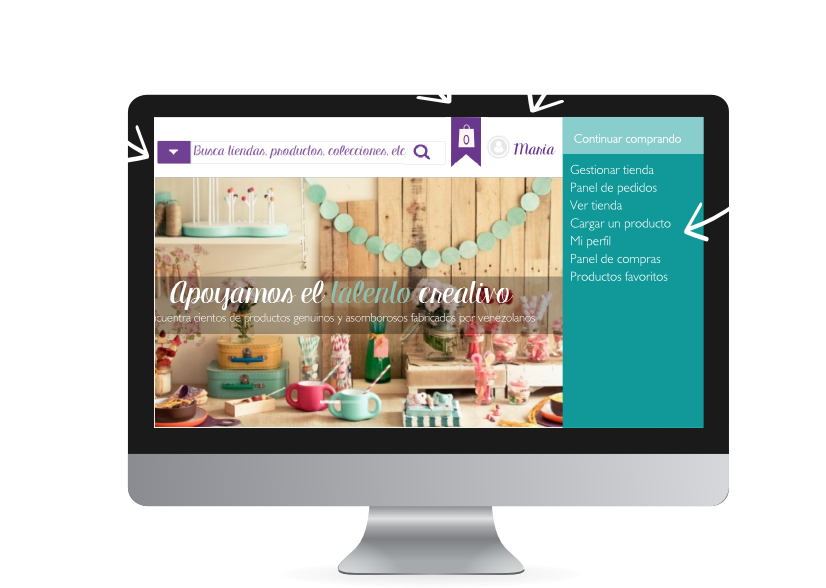 Busca tiendas, productos, colecciones, etc
0
Maria
Continuar comprando
Gestionar tienda
Panel de pedidos
Ver tienda
Cargar un producto
Mi perfil
Panel de compras
Productos favoritos
Apoyamos el talento creativo
cuentra cientos de productos genuinos y asomborosos fabricados por venezolanos